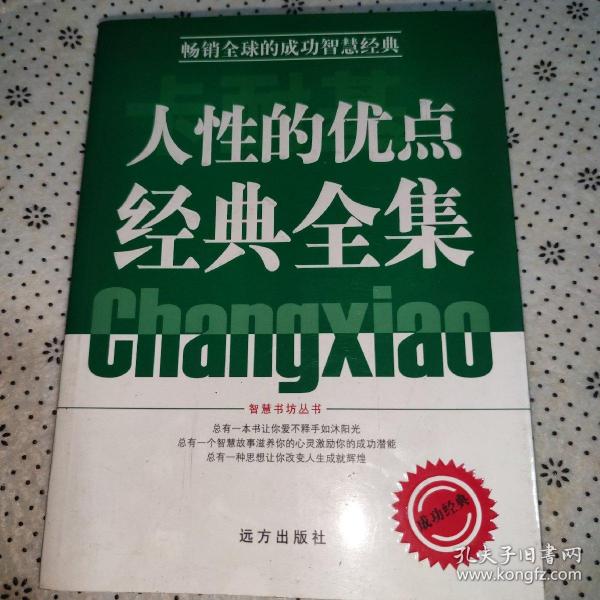 畅销全球的成功智慧经典
卡耐基
人性的优点
经典全集
Changxiao
智慧书坊丛书
总有一本书让你爱不释手如沐阳光
总有一个智慧故事滋养你的心灵激励你的成功潜能
总有一种思想让你改变人生成就辉煌
成功经典
远方出版社
孔夫子旧书网
www.kongfz.com